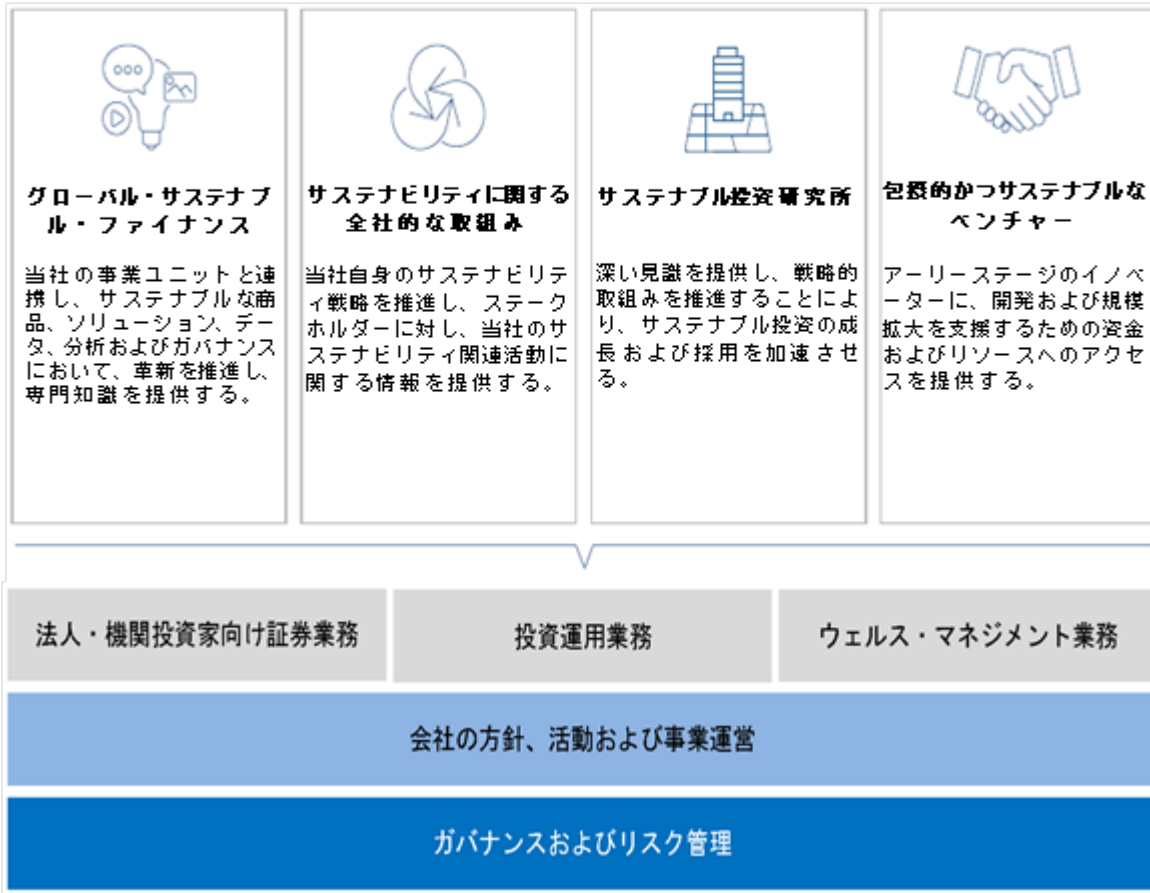 グローバル・サステナブ
ル・ファイナンス
当社の事業ユニットと連
携し、サステナブルな商
品、ソリューション、デー
タ、分析およびガバナンス
において、革新を推進し、
専門知識を提供する。
サステナビリティに関する
全社的な取組み
当社自身のサステナビリテ
ィ戦略を推進し、ステーク
ホルダーに対し、当社のサ
ステナビリティ関連活動に
関する情報を提供する。
サステナブル投資研究所
深い見識を提供し、戦略的
取組みを推進することによ
り、サステナブル投資の成
長および採用を加速させ
る。
包摂的かつサステナブルな
ベンチャー
アーリーステージのイノベ
ーターに、開発および規模
拡大を支援するための資金
およびリソースへのアクセ
スを提供する。
法人・機関投資家向け証券業務
投資運用業務
ウェルス・マネジメント業務
会社の方針、活動および事業運営
ガバナンスおよびリスク管理